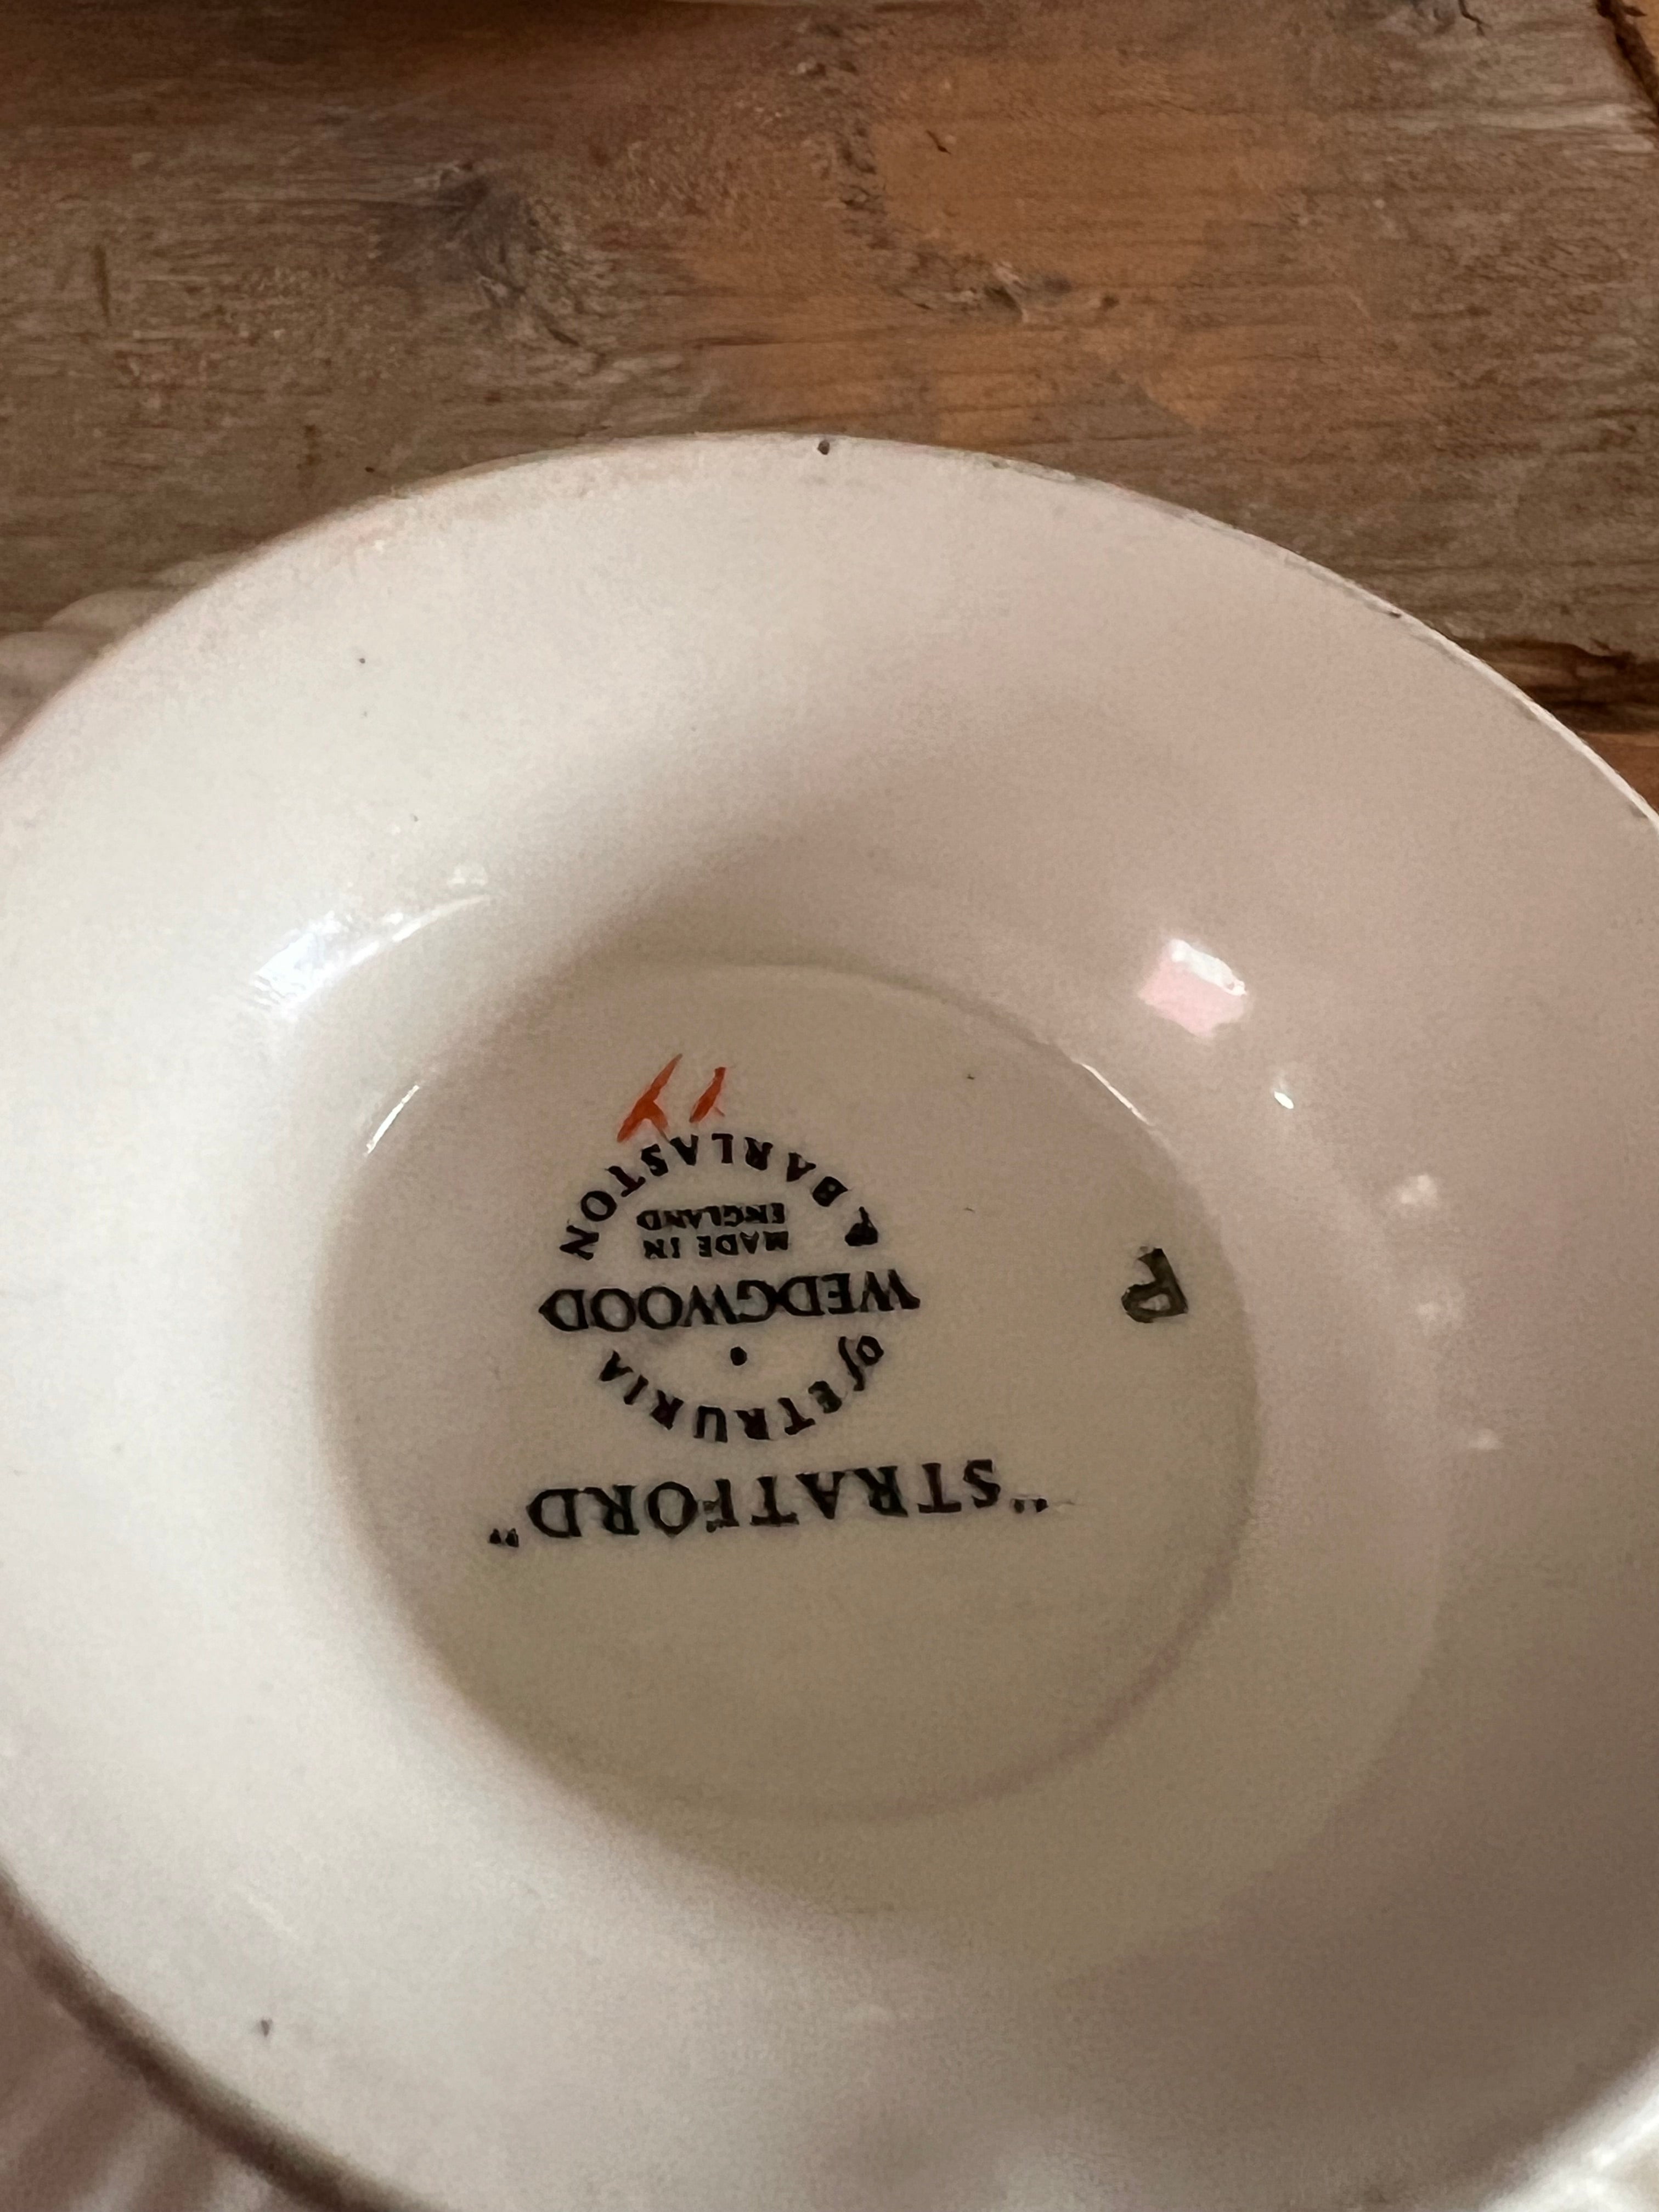 "STRATFORD"
of ETRURIA
WEDGWOOD
MADE IN
ENGLAND
& BARLASTON
P